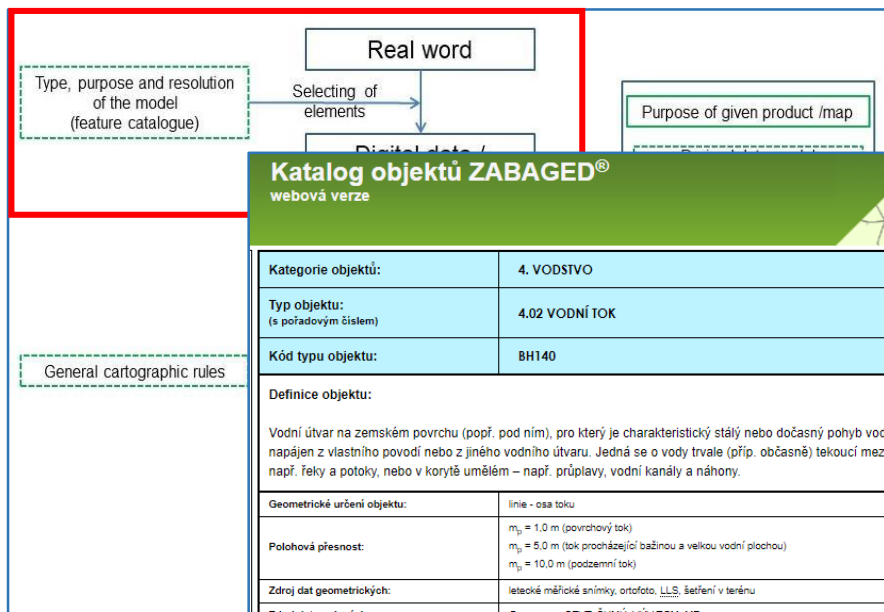 Real word
Type, purpose and resolution
of the model
(feature catalogue)
Selecting of
elements
Purpose of given product /map
Digital data /
Katalog objektů ZABAGED®
webová verze
Kategorie objektů:
4. VODSTVO
Typ objektu:
(s pořadovým číslem)
4.02 VODNÍ TOK
Kód typu objektu:
BH140
General cartographic rules
Definice objektu:
Vodní útvar na zemském povrchu (popř. pod ním), pro který je charakteristický stálý nebo dočasný pohyb vod
napájen z vlastního povodí nebo z jiného vodního útvaru. Jedná se o vody trvale (příp. občasně) tekoucí mez
např. řeky a potoky, nebo v korytě umělém – např. průplavy, vodní kanály a náhony.
Geometrické určení objektu:
linie - osa toku
Polohová přesnost:
mp = 1,0 m (povrchový tok)
mp = 5,0 m (tok procházející bažinou a velkou vodní plochou)
mp = 10,0 m (podzemní tok)
Zdroj dat geometrických:
letecké měřické snímky, ortofoto, LLS, šetření v terénu